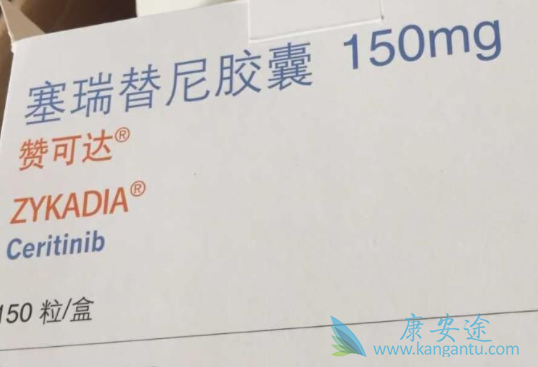 塞瑞替尼胶囊 150mg
赞可达®
ZYKADIA®
Ceritinib
150 粒/盒
康安途
www.kangantu.com